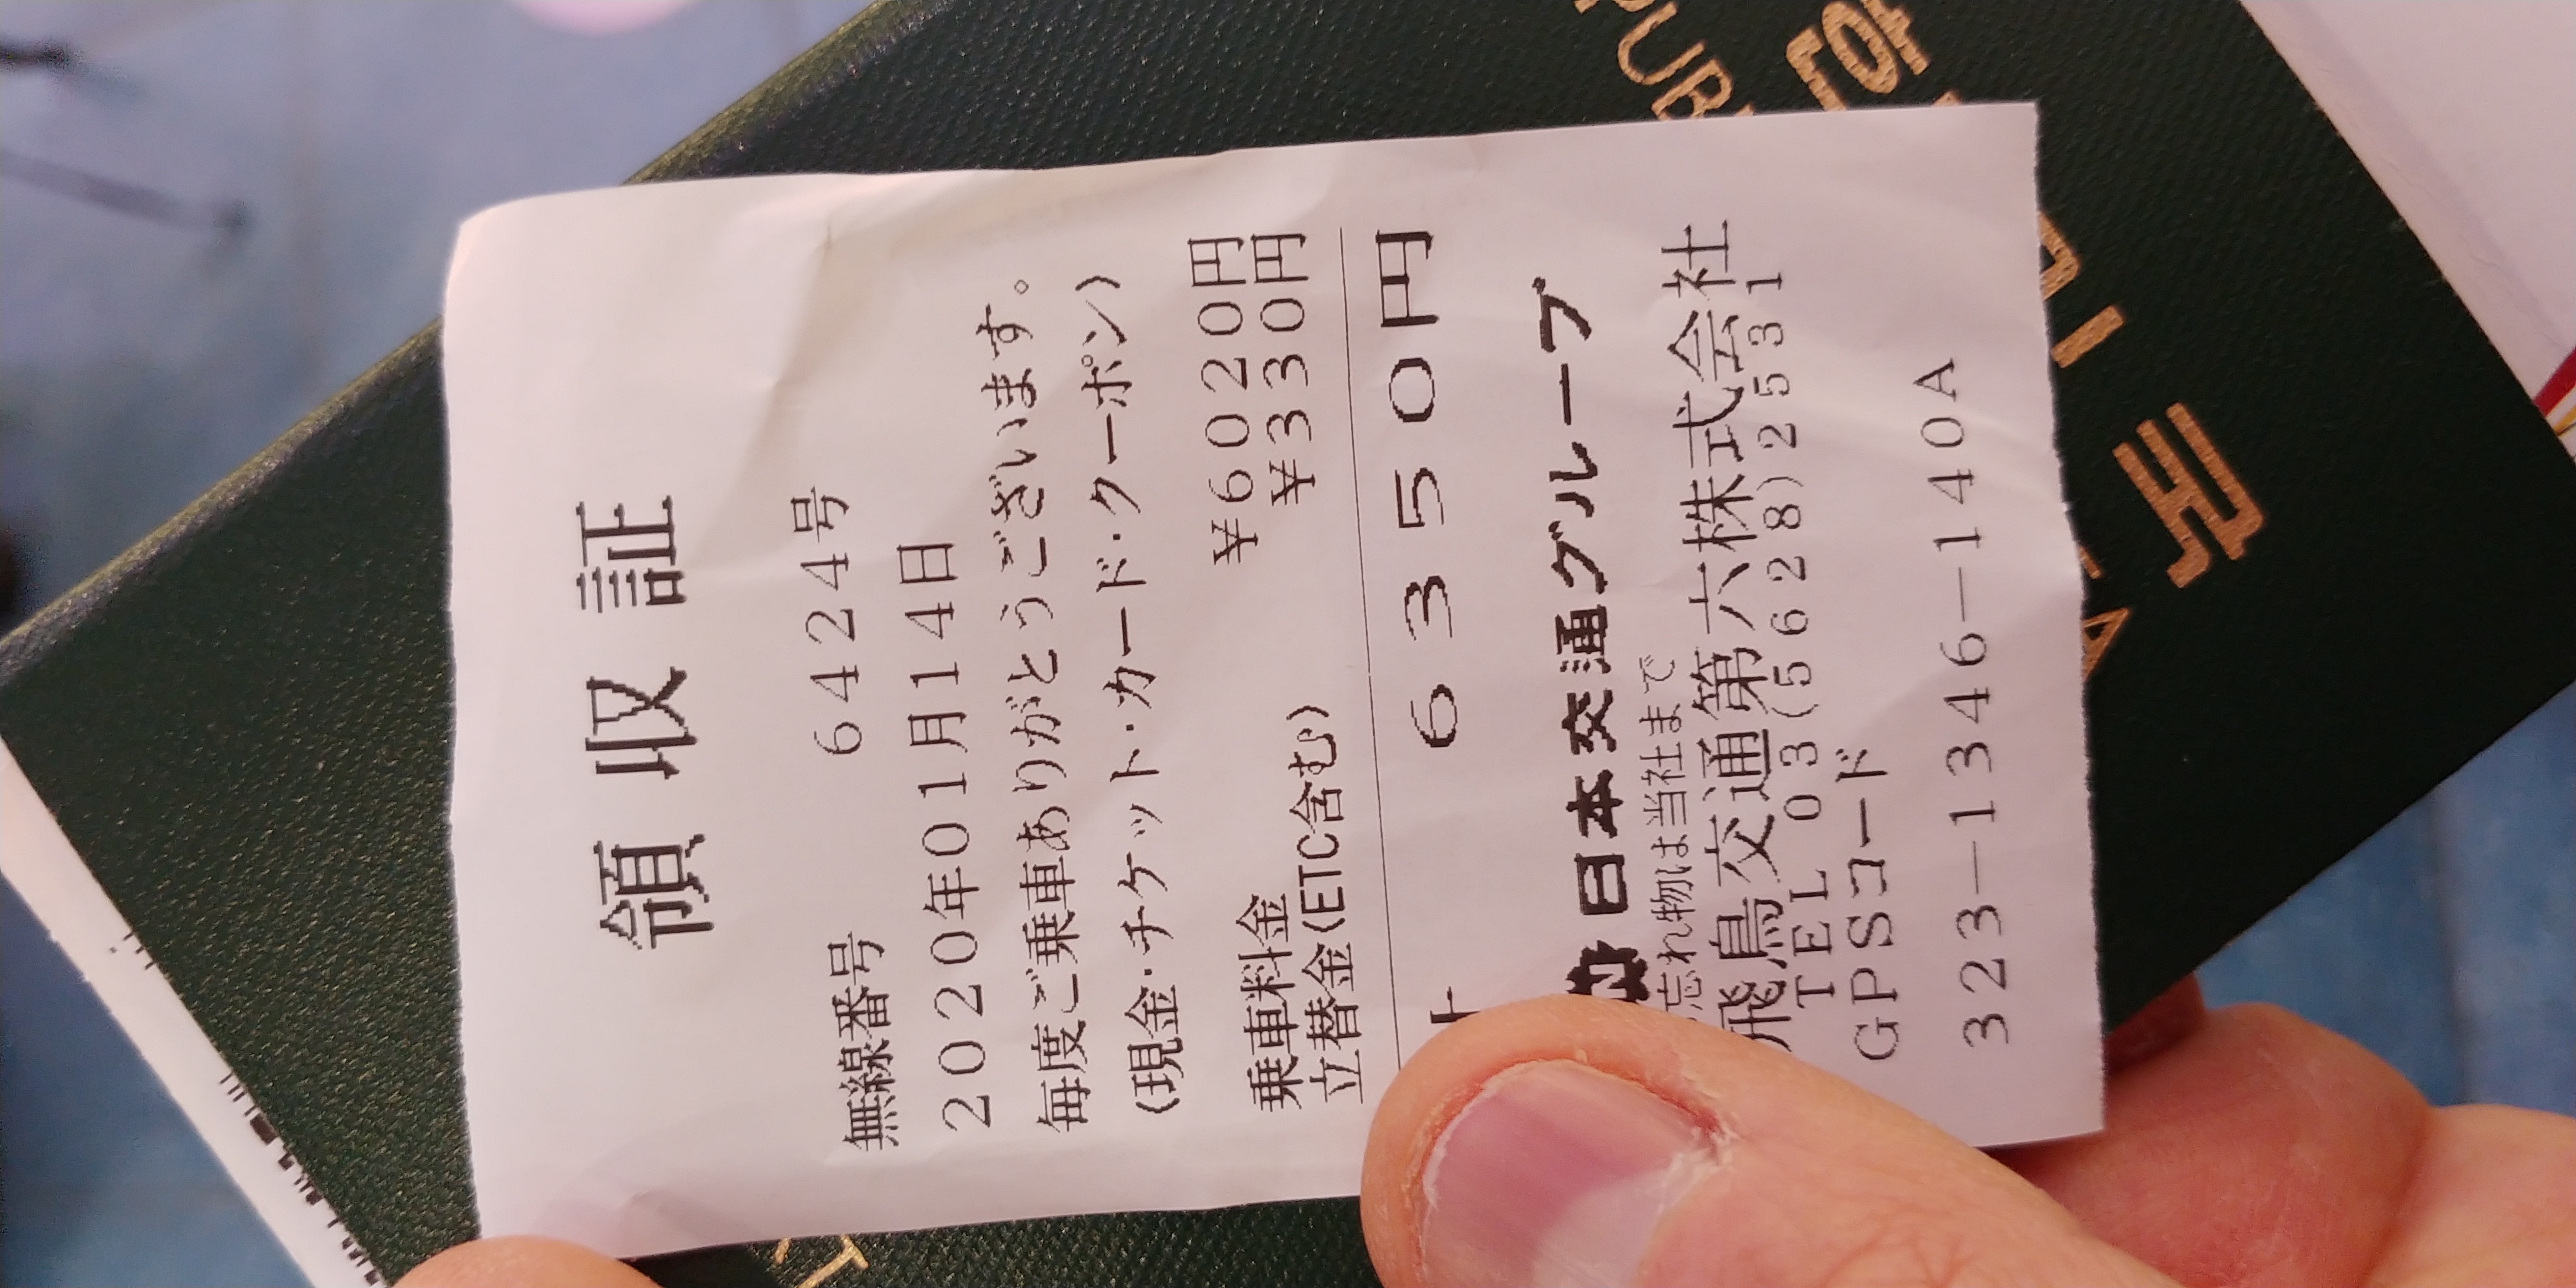 領収証
無線番号 6424号
2020年01月14日
毎度ご乗車ありがとうございます。
(現金・チケット・カード・クーポン)
乗車料金 ¥6020円
立替金(ETC含む) ¥330円
6350円
日本交通グループ
忘れ物は当社まで
飛鳥交通第六株式会社
TEL 03(5628)2531
GPSコード
323-1346-140A